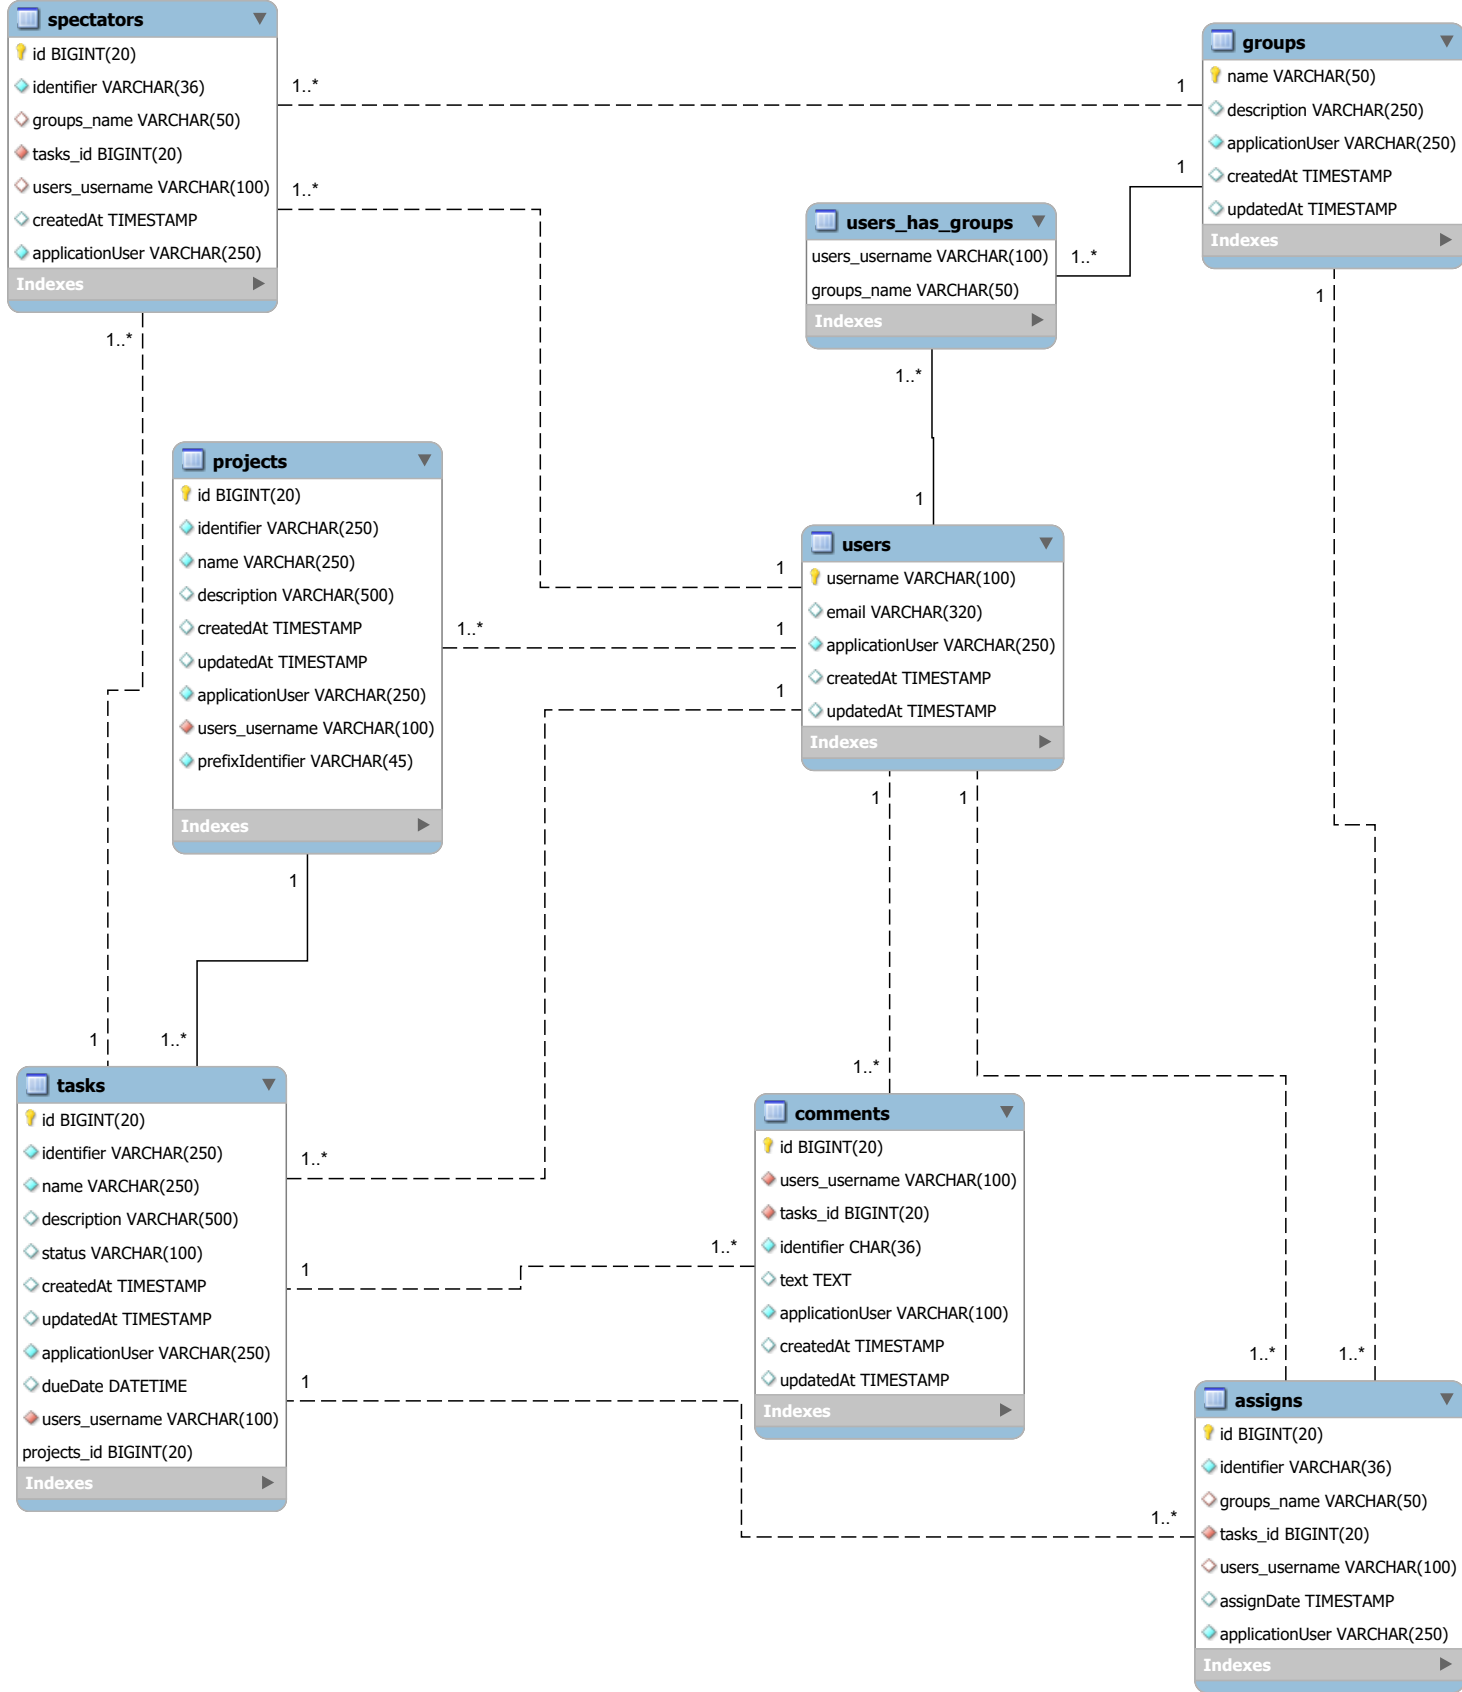 spectators
id BIGINT(20)
identifier VARCHAR(36)
groups_name VARCHAR(50)
tasks_id BIGINT(20)
users_username VARCHAR(100)
createdAt TIMESTAMP
applicationUser VARCHAR(250)
Indexes
groups
name VARCHAR(50)
description VARCHAR(250)
applicationUser VARCHAR(250)
createdAt TIMESTAMP
updatedAt TIMESTAMP
Indexes
1..*
1
1..*
1
users_has_groups
users_username VARCHAR(100)
groups_name VARCHAR(50)
Indexes
1..*
1
1..*
1..*
projects
id BIGINT(20)
identifier VARCHAR(250)
name VARCHAR(250)
description VARCHAR(500)
createdAt TIMESTAMP
updatedAt TIMESTAMP
applicationUser VARCHAR(250)
users_username VARCHAR(100)
prefixIdentifier VARCHAR(45)
Indexes
1
users
username VARCHAR(100)
email VARCHAR(320)
applicationUser VARCHAR(250)
createdAt TIMESTAMP
updatedAt TIMESTAMP
Indexes
1
1..*
1
1
1
1
1
1
1..*
1..*
tasks
id BIGINT(20)
identifier VARCHAR(250)
name VARCHAR(250)
description VARCHAR(500)
status VARCHAR(100)
createdAt TIMESTAMP
updatedAt TIMESTAMP
applicationUser VARCHAR(250)
dueDate DATETIME
users_username VARCHAR(100)
projects_id BIGINT(20)
Indexes
comments
id BIGINT(20)
users_username VARCHAR(100)
tasks_id BIGINT(20)
identifier CHAR(36)
text TEXT
applicationUser VARCHAR(100)
createdAt TIMESTAMP
updatedAt TIMESTAMP
Indexes
1..*
1..*
1
1
1..*
1..*
1..*
assigns
id BIGINT(20)
identifier VARCHAR(36)
groups_name VARCHAR(50)
tasks_id BIGINT(20)
users_username VARCHAR(100)
assignDate TIMESTAMP
applicationUser VARCHAR(250)
Indexes